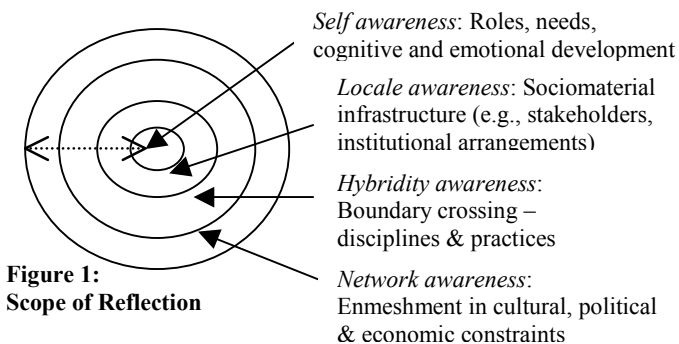 Self awareness: Roles, needs,
cognitive and emotional development
Locale awareness: Sociomaterial
infrastructure (e.g., stakeholders,
institutional arrangements)
Hybridity awareness:
Boundary crossing –
disciplines & practices
Network awareness:
Enmeshment in cultural, political
& economic constraints
Figure 1:
Scope of Reflection